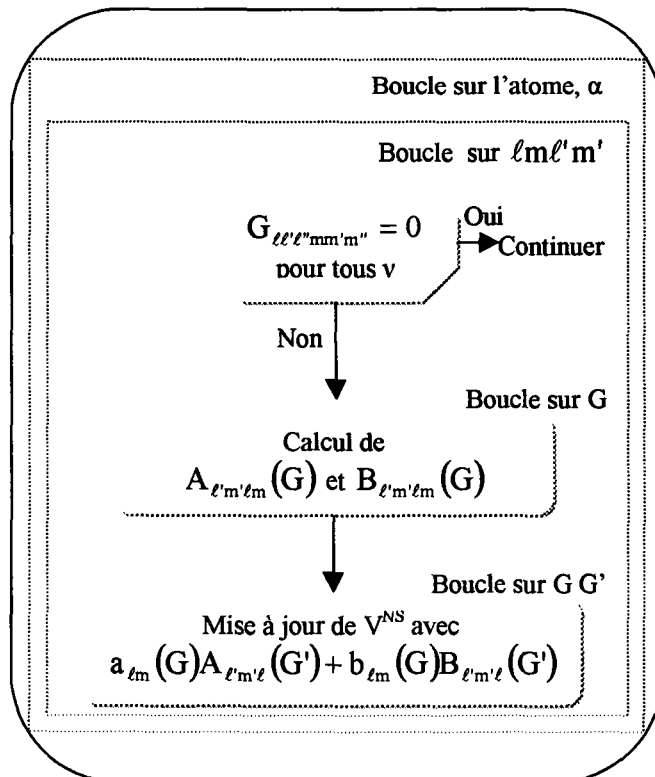 Boucle sur l'atome, α
Boucle sur ℓmℓ'm'
G_{ℓℓ'ℓ''mm'm''} = 0
pour tous ν
Oui
Continuer
Non
Boucle sur G
Calcul de
A_{ℓ'm'ℓm}(G) et B_{ℓ'm'ℓm}(G)
Boucle sur G G'
Mise à jour de V^{NS} avec
a_{ℓm}(G)A_{ℓ'm'ℓ}(G') + b_{ℓm}(G)B_{ℓ'm'ℓ}(G')